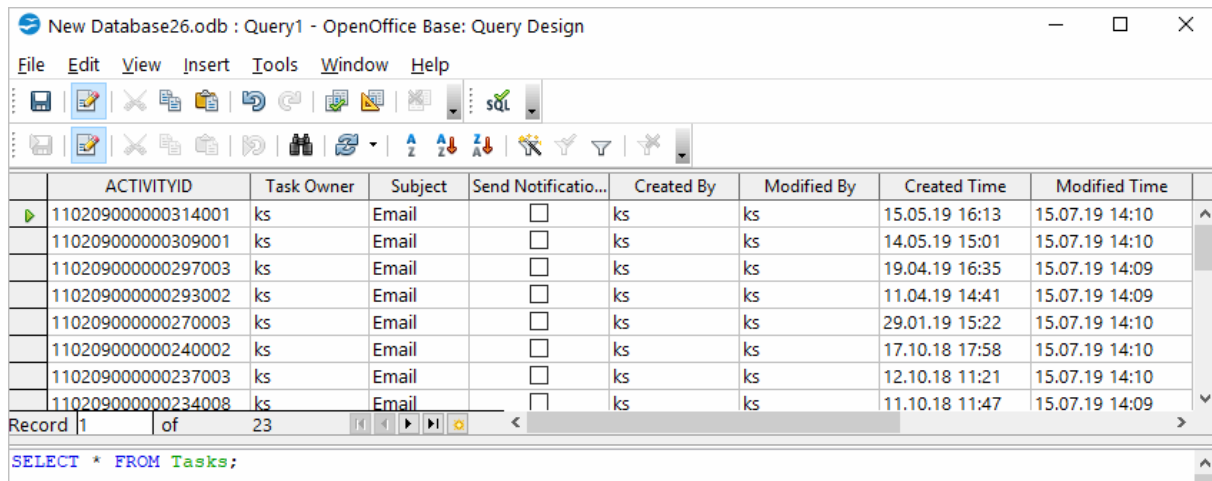 New Database26.odb : Query1 - OpenOffice Base: Query Design
File Edit View Insert Tools Window Help
SQL
A Z A Z Z A
ACTIVITYID Task Owner Subject Send Notificatio... Created By Modified By Created Time Modified Time
110209000000314001 ks Email ks ks 15.05.19 16:13 15.07.19 14:10
110209000000309001 ks Email ks ks 14.05.19 15:01 15.07.19 14:10
110209000000297003 ks Email ks ks 19.04.19 16:35 15.07.19 14:09
110209000000293002 ks Email ks ks 11.04.19 14:41 15.07.19 14:09
110209000000270003 ks Email ks ks 29.01.19 15:22 15.07.19 14:10
110209000000240002 ks Email ks ks 17.10.18 17:58 15.07.19 14:10
110209000000237003 ks Email ks ks 12.10.18 11:21 15.07.19 14:10
110209000000234008 ks Email ks ks 11.10.18 11:47 15.07.19 14:09
Record 1 of 23
SELECT * FROM Tasks;